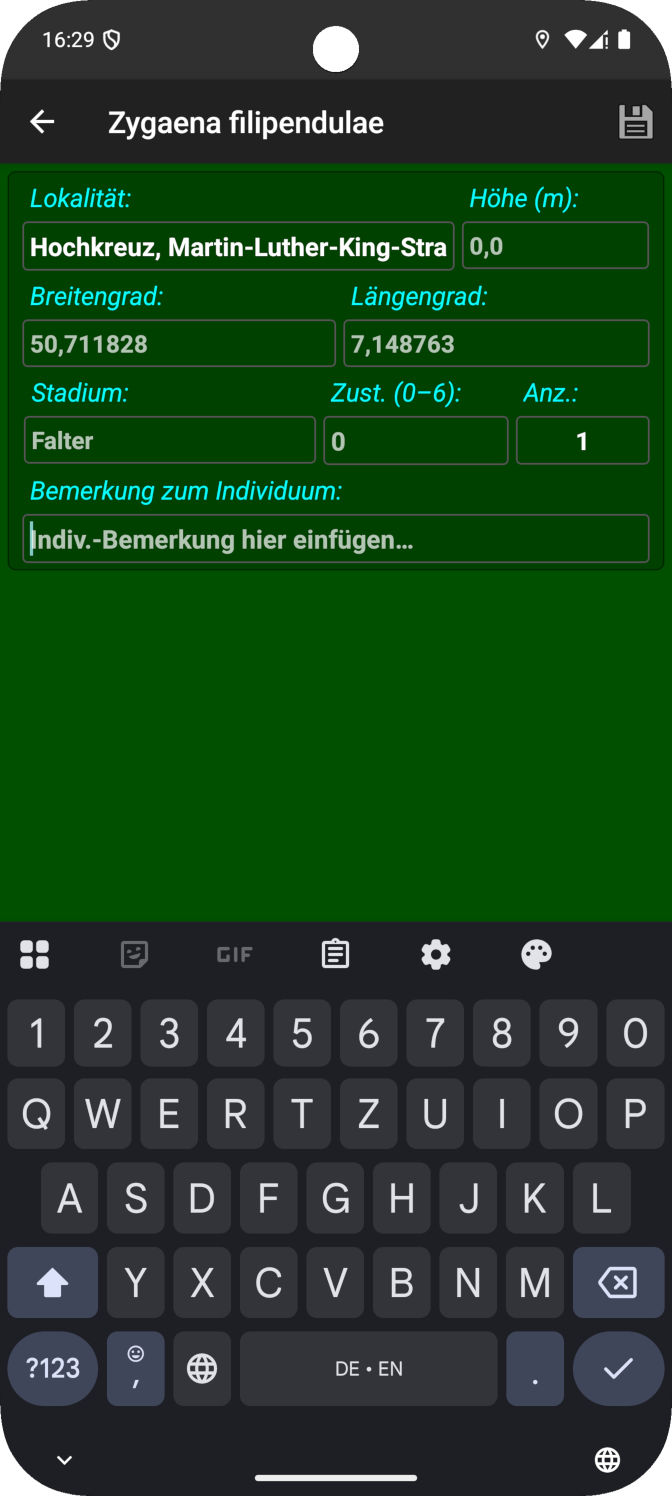 16:29
Zygaena filipendulae
Lokalität: Höhe (m):
Hochkreuz, Martin-Luther-King-Stra 0,0
Breitengrad: Längengrad:
50,711828 7,148763
Stadium: Zust. (0–6): Anz.:
Falter 0 1
Bemerkung zum Individuum:
Indiv.-Bemerkung hier einfügen…
GIF
1 2 3 4 5 6 7 8 9 0
Q W E R T Z U I O P
A S D F G H J K L
Y X C V B N M
?123 , DE • EN .